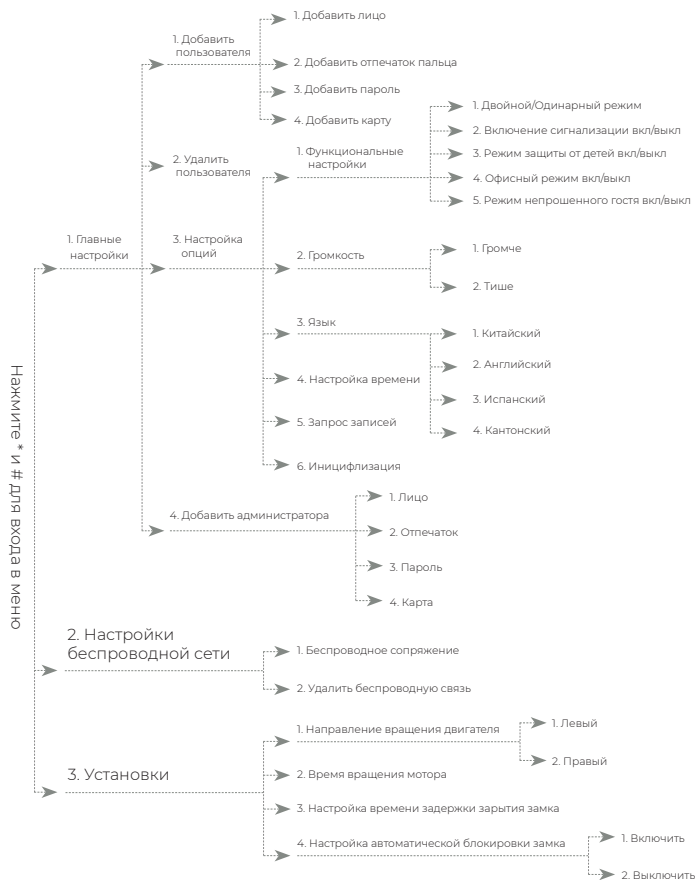 Нажмите * и # для входа в меню
1. Главные
настройки
1. Добавить
пользователя
1. Добавить лицо
2. Добавить отпечаток пальца
3. Добавить пароль
4. Добавить карту
2. Удалить
пользователя
3. Настройка
опций
1. Функциональные
настройки
1. Двойной/Одинарный режим
2. Включение сигнализации вкл/выкл
3. Режим защиты от детей вкл/выкл
4. Офисный режим вкл/выкл
5. Режим непрошенного гостя вкл/выкл
2. Громкость
1. Громче
2. Тише
3. Язык
1. Китайский
2. Английский
3. Испанский
4. Кантонский
4. Настройка времени
5. Запрос записей
6. Иницифлизация
4. Добавить администратора
1. Лицо
2. Отпечаток
3. Пароль
4. Карта
2. Настройки
беспроводной сети
1. Беспроводное сопряжение
2. Удалить беспроводную связь
3. Установки
1. Направление вращения двигателя
1. Левый
2. Правый
2. Время вращения мотора
3. Настройка времени задержки зарытия замка
4. Настройка автоматической блокировки замка
1. Включить
2. Выключить